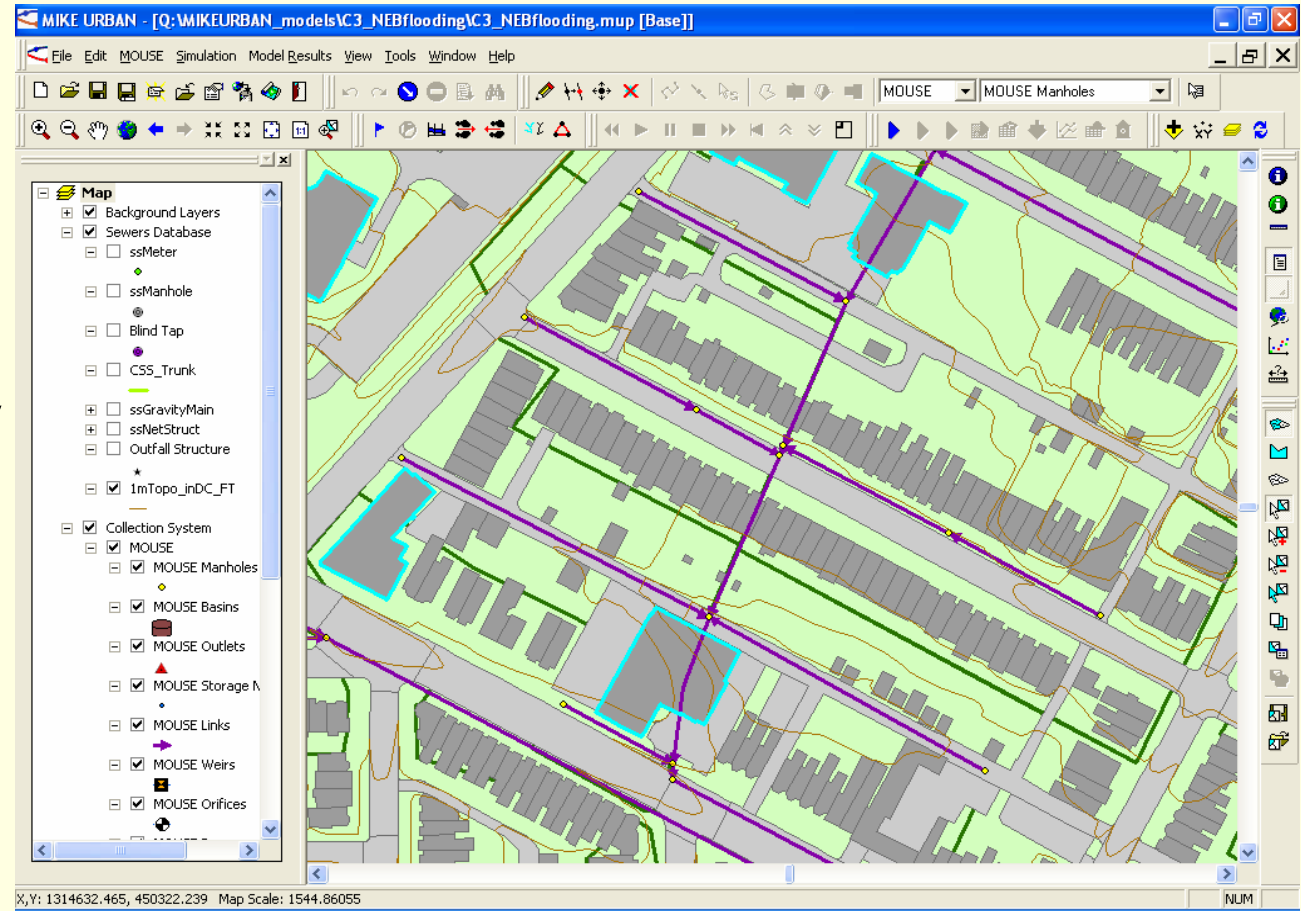 MIKE URBAN - [Q:\MIKEURBAN_models\C3_NEBflooding\C3_NEBflooding.mup [Base]]
File Edit MOUSE Simulation Model Results View Tools Window Help
MOUSE MOUSE Manholes
1:1
Map
Background Layers
Sewers Database
ssMeter
ssManhole
Blind Tap
CSS_Trunk
ssGravityMain
ssNetStruct
Outfall Structure
1mTopo_inDC_FT
Collection System
MOUSE
MOUSE Manholes
MOUSE Basins
MOUSE Outlets
MOUSE Storage N
MOUSE Links
MOUSE Weirs
MOUSE Orifices
X,Y: 1314632.465, 450322.239 Map Scale: 1544.86055 NUM